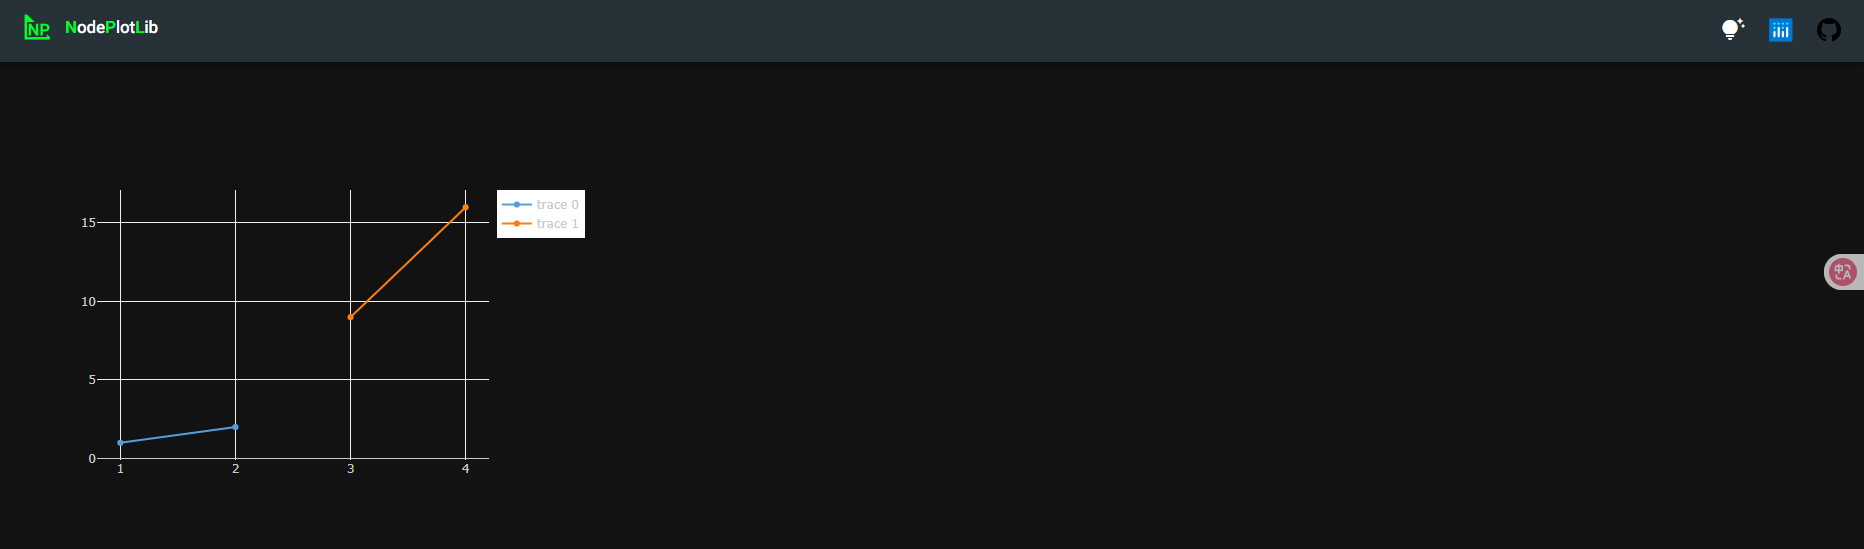 NP NodePlotLib
trace 0
trace 1
15
10
5
0
1 2 3 4
中A